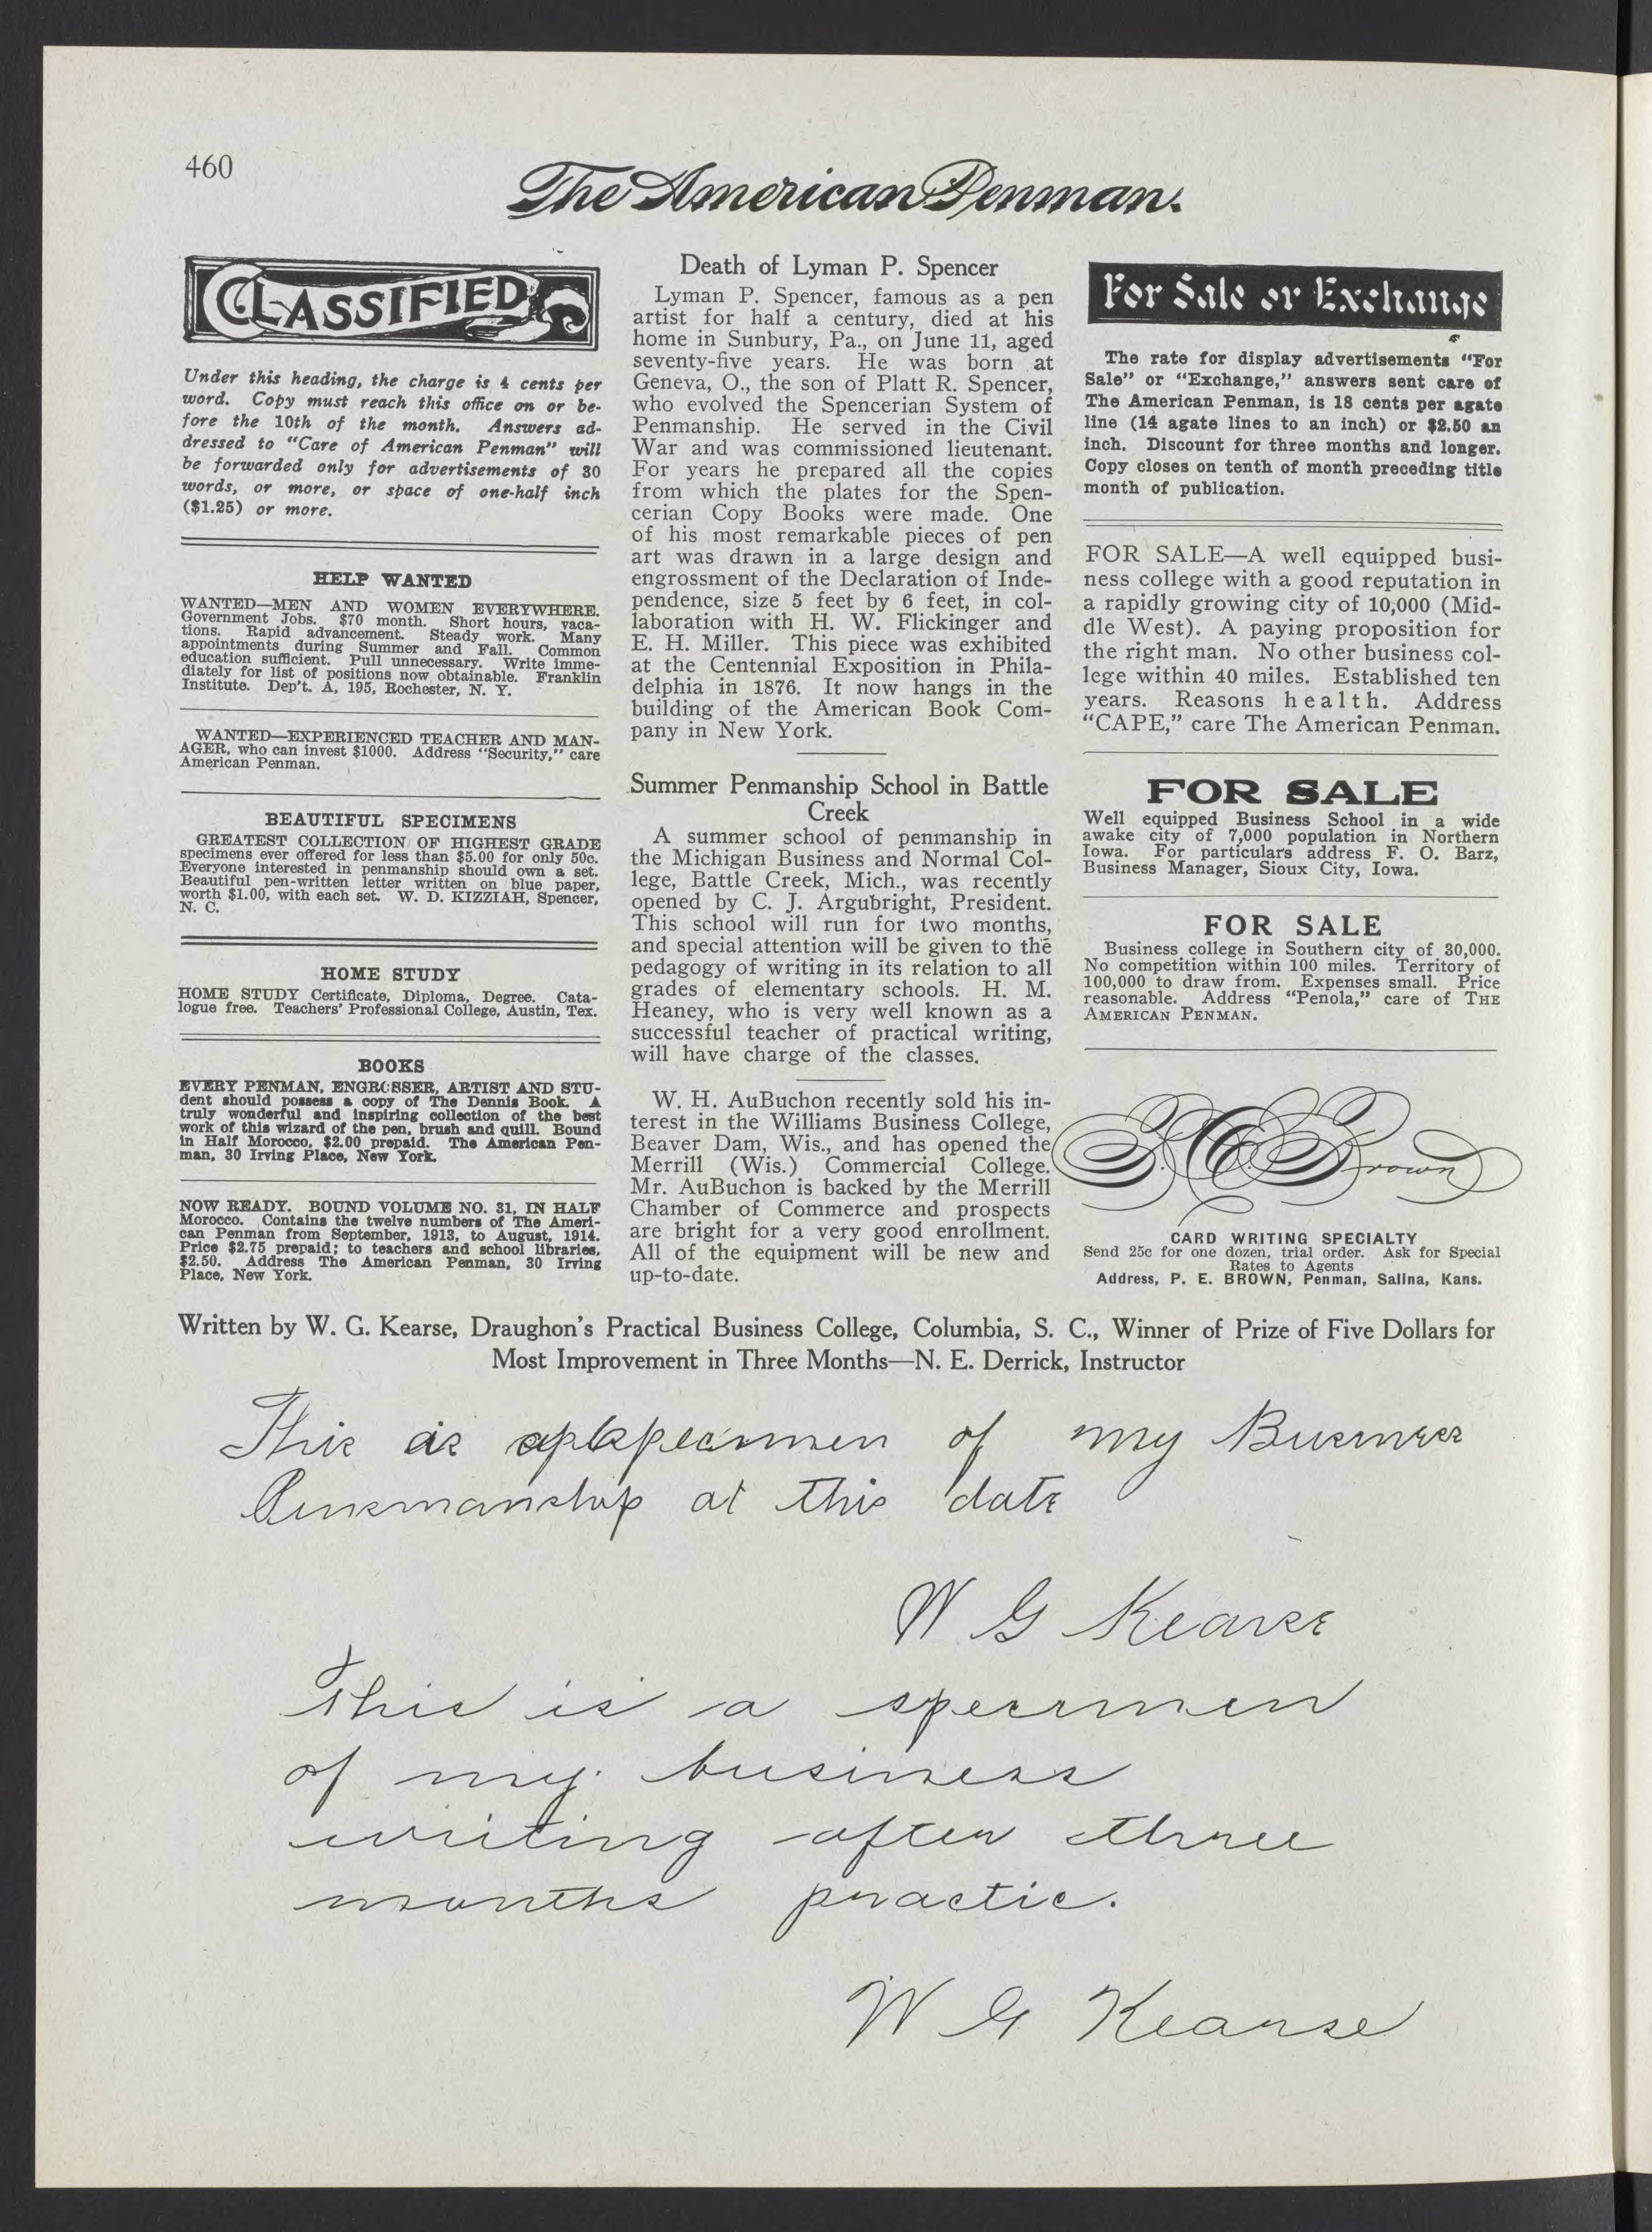 460
The American Penman.
CLASSIFIED
Under this heading, the charge is 4 cents per
word. Copy must reach this office on or be-
fore the 10th of the month. Answers ad-
dressed to "Care of American Penman" will
be forwarded only for advertisements of 30
words, or more, or space of one-half inch
($1.25) or more.
HELP WANTED
WANTED—MEN AND WOMEN EVERYWHERE.
Government Jobs. $70 month. Short hours, vaca-
tions. Rapid advancement. Steady work. Many
appointments during Summer and Fall. Common
education sufficient. Pull unnecessary. Write imme-
diately for list of positions now obtainable. Franklin
Institute. Dep't. A, 195, Rochester, N. Y.
WANTED—EXPERIENCED TEACHER AND MAN-
AGER, who can invest $1000. Address "Security," care
American Penman.
BEAUTIFUL SPECIMENS
GREATEST COLLECTION OF HIGHEST GRADE
specimens ever offered for less than $5.00 for only 50c.
Everyone interested in penmanship should own a set.
Beautiful pen-written letter written on blue paper,
worth $1.00, with each set. W. D. KIZZIAH, Spencer,
N. C.
HOME STUDY
HOME STUDY Certificate, Diploma, Degree. Cata-
logue free. Teachers' Professional College, Austin, Tex.
BOOKS
EVERY PENMAN, ENGROSSER, ARTIST AND STU-
dent should possess a copy of The Dennis Book. A
truly wonderful and inspiring collection of the best
work of this wizard of the pen, brush and quill. Bound
in Half Morocco, $2.00 prepaid. The American Pen-
man, 30 Irving Place, New York.
NOW READY. BOUND VOLUME NO. 31, IN HALF
Morocco. Contains the twelve numbers of The Ameri-
can Penman from September, 1913, to August, 1914.
Price $2.75 prepaid; to teachers and school libraries,
$2.50. Address The American Penman, 30 Irving
Place, New York.
Death of Lyman P. Spencer
Lyman P. Spencer, famous as a pen
artist for half a century, died at his
home in Sunbury, Pa., on June 11, aged
seventy-five years. He was born at
Geneva, O., the son of Platt R. Spencer,
who evolved the Spencerian System of
Penmanship. He served in the Civil
War and was commissioned lieutenant.
For years he prepared all the copies
from which the plates for the Spen-
cerian Copy Books were made. One
of his most remarkable pieces of pen
art was drawn in a large design and
engrossment of the Declaration of Inde-
pendence, size 5 feet by 6 feet, in col-
laboration with H. W. Flickinger and
E. H. Miller. This piece was exhibited
at the Centennial Exposition in Phila-
delphia in 1876. It now hangs in the
building of the American Book Com-
pany in New York.
Summer Penmanship School in Battle
Creek
A summer school of penmanship in
the Michigan Business and Normal Col-
lege, Battle Creek, Mich., was recently
opened by C. J. Argubright, President.
This school will run for two months,
and special attention will be given to the
pedagogy of writing in its relation to all
grades of elementary schools. H. M.
Heaney, who is very well known as a
successful teacher of practical writing,
will have charge of the classes.
W. H. AuBuchon recently sold his in-
terest in the Williams Business College,
Beaver Dam, Wis., and has opened the
Merrill (Wis.) Commercial College.
Mr. AuBuchon is backed by the Merrill
Chamber of Commerce and prospects
are bright for a very good enrollment.
All of the equipment will be new and
up-to-date.
For Sale or Exchange
The rate for display advertisements "For
Sale" or "Exchange," answers sent care of
The American Penman, is 18 cents per agate
line (14 agate lines to an inch) or $2.50 an
inch. Discount for three months and longer.
Copy closes on tenth of month preceding title
month of publication.
FOR SALE—A well equipped busi-
ness college with a good reputation in
a rapidly growing city of 10,000 (Mid-
dle West). A paying proposition for
the right man. No other business col-
lege within 40 miles. Established ten
years. Reasons health. Address
"CAPE," care The American Penman.
FOR SALE
Well equipped Business School in a wide
awake city of 7,000 population in Northern
Iowa. For particulars address F. O. Barz,
Business Manager, Sioux City, Iowa.
FOR SALE
Business college in Southern city of 30,000.
No competition within 100 miles. Territory of
100,000 to draw from. Expenses small. Price
reasonable. Address "Penola," care of THE
AMERICAN PENMAN.
P. E. Brown
CARD WRITING SPECIALTY
Send 25c for one dozen, trial order. Ask for Special
Rates to Agents
Address, P. E. BROWN, Penman, Salina, Kans.
Written by W. G. Kearse, Draughon's Practical Business College, Columbia, S. C., Winner of Prize of Five Dollars for
Most Improvement in Three Months—N. E. Derrick, Instructor
This is a specimen of my Business
Penmanship at this date
W G Kearse
This is a specimen
of my business
writing after three
months practic.
W G Kearse